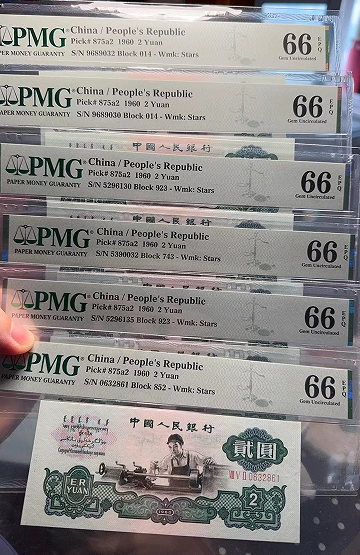 PMG
PAPER MONEY GUARANTY
China / People's Republic
Pick# 875a2 1960 2 Yuan
S/N 9689032 Block 014 - Wmk: Stars
66 EPQ
Gem Uncirculated
PMG
PAPER MONEY GUARANTY
China / People's Republic
Pick# 875a2 1960 2 Yuan
S/N 9689030 Block 014 - Wmk: Stars
66 EPQ
Gem Uncirculated
中国人民银行
PMG
PAPER MONEY GUARANTY
China / People's Republic
Pick# 875a2 1960 2 Yuan
S/N 5296130 Block 923 - Wmk: Stars
66 EPQ
Gem Uncirculated
PMG
PAPER MONEY GUARANTY
China / People's Republic
Pick# 875a2 1960 2 Yuan
S/N 5390032 Block 743 - Wmk: Stars
66 EPQ
Gem Uncirculated
PMG
PAPER MONEY GUARANTY
China / People's Republic
Pick# 875a2 1960 2 Yuan
S/N 5296135 Block 923 - Wmk: Stars
66 EPQ
Gem Uncirculated
PMG
PAPER MONEY GUARANTY
China / People's Republic
Pick# 875a2 1960 2 Yuan
S/N 0632861 Block 852 - Wmk: Stars
66 EPQ
Gem Uncirculated
中國人民銀行
貳圓
VIII V II 0632861
ER
YUAN
1960
2